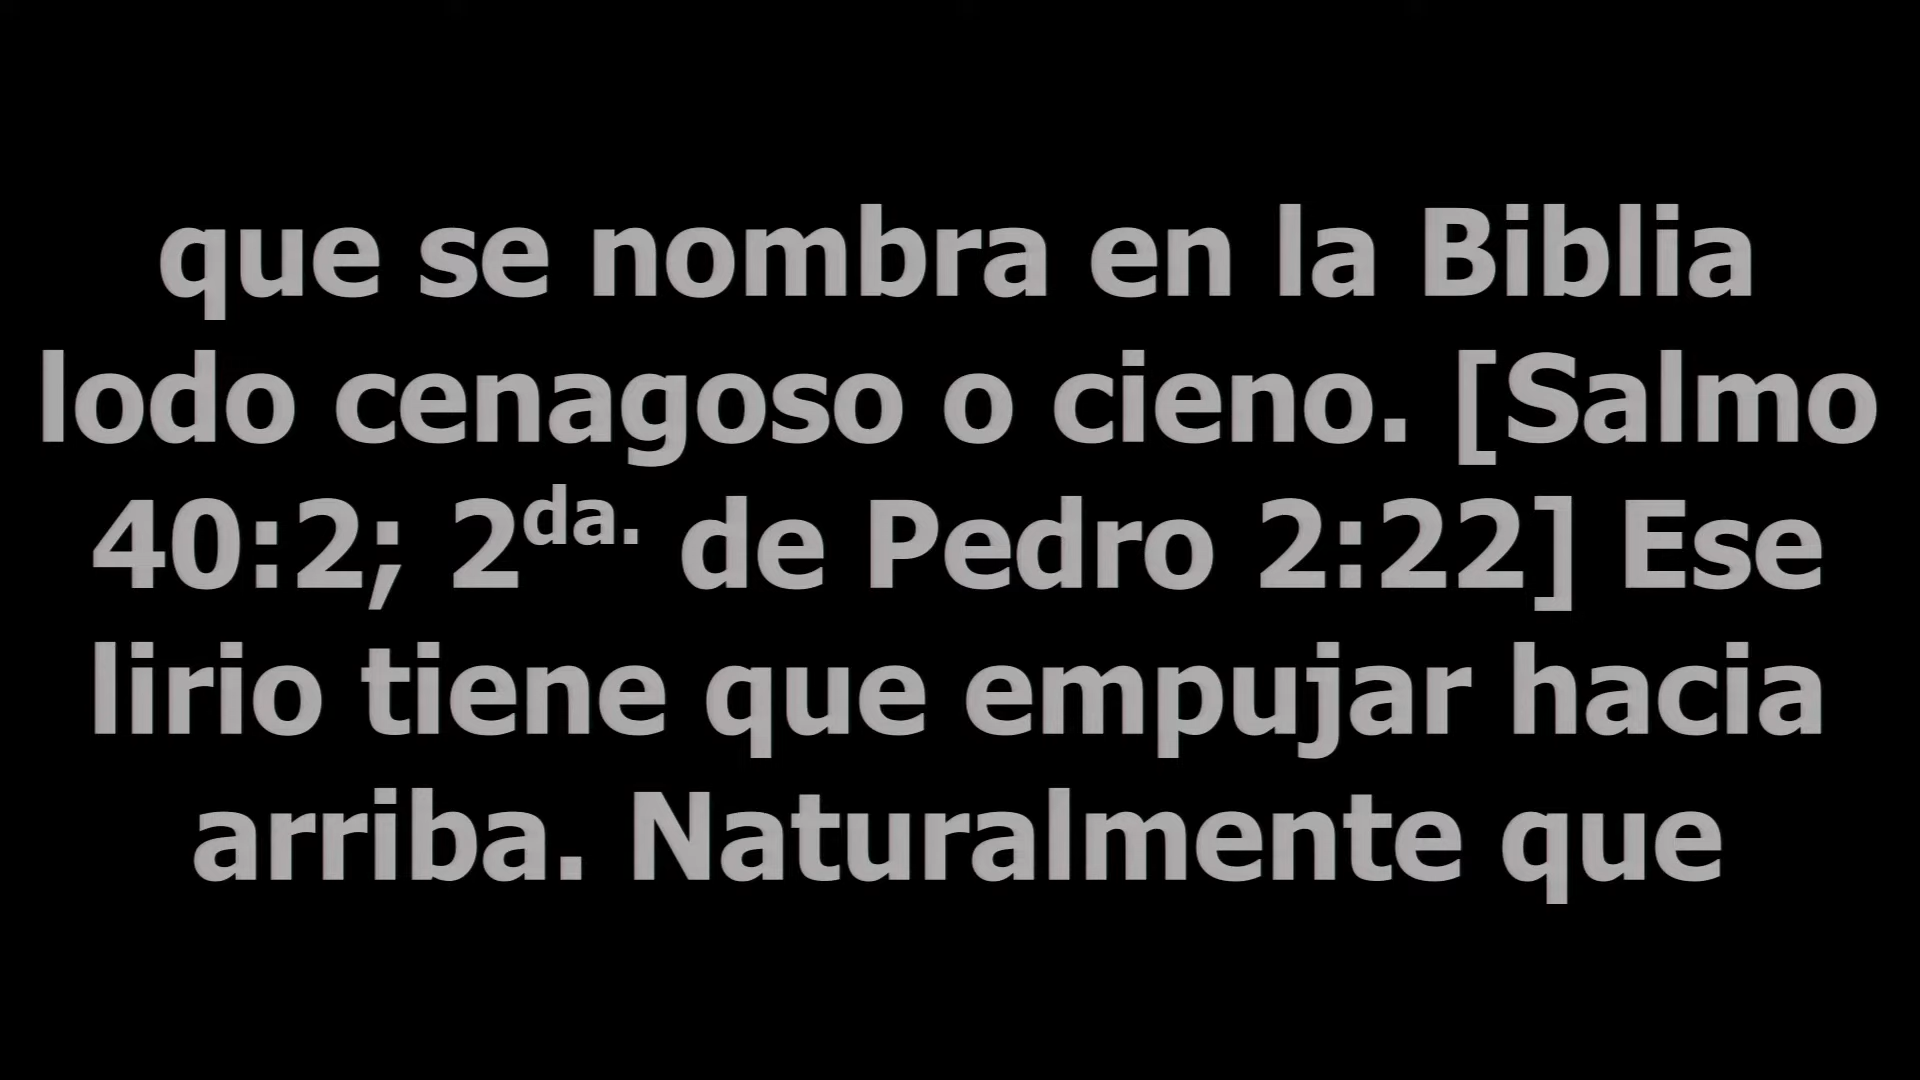 que se nombra en la Biblia
lodo cenagoso o cieno. [Salmo
40:2; 2da. de Pedro 2:22] Ese
lirio tiene que empujar hacia
arriba. Naturalmente que